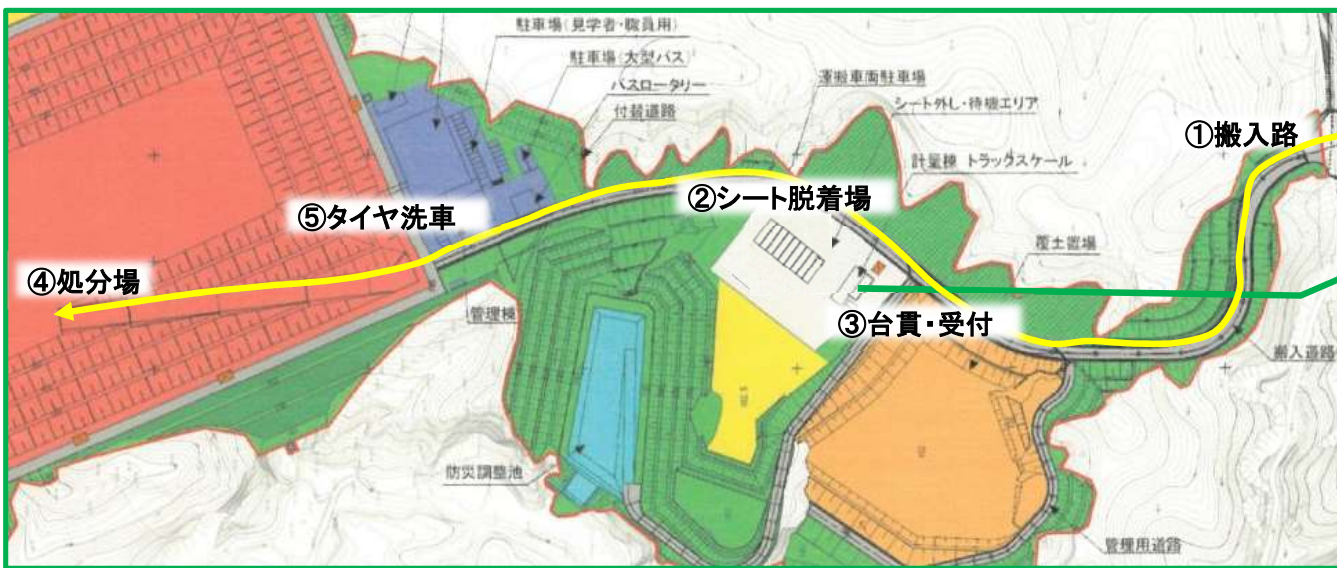 駐車場(見学者・職員用)
駐車場(大型バス)
バスロータリー
付替道路
運搬車両駐車場
シート外し・待機エリア
計量棟 トラックスケール
①搬入路
②シート脱着場
⑤タイヤ洗車
覆土置場
④処分場
管理棟
③台貫・受付
搬入道路
防災調整池
管理用道路